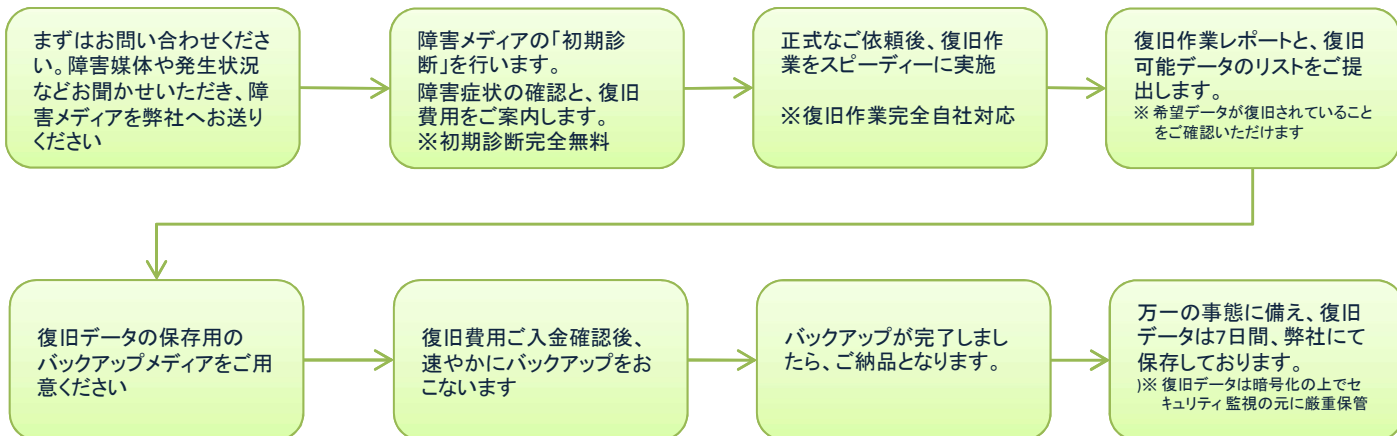 まずはお問い合わせくださ
い。障害媒体や発生状況
などお聞かせいただき、障
害メディアを弊社へお送り
ください
障害メディアの「初期診
断」を行います。
障害症状の確認と、復旧
費用をご案内します。
※初期診断完全無料
正式なご依頼後、復旧作
業をスピーディーに実施
※復旧作業完全自社対応
復旧作業レポートと、復旧
可能データのリストをご提
出します。
※ 希望データが復旧されていること
をご確認いただけます
復旧データの保存用の
バックアップメディアをご用
意ください
復旧費用ご入金確認後、
速やかにバックアップをお
こないます
バックアップが完了しまし
たら、ご納品となります。
万一の事態に備え、復旧
データは7日間、弊社にて
保存しております。
)※ 復旧データは暗号化の上でセ
キュリティ監視の元に厳重保管